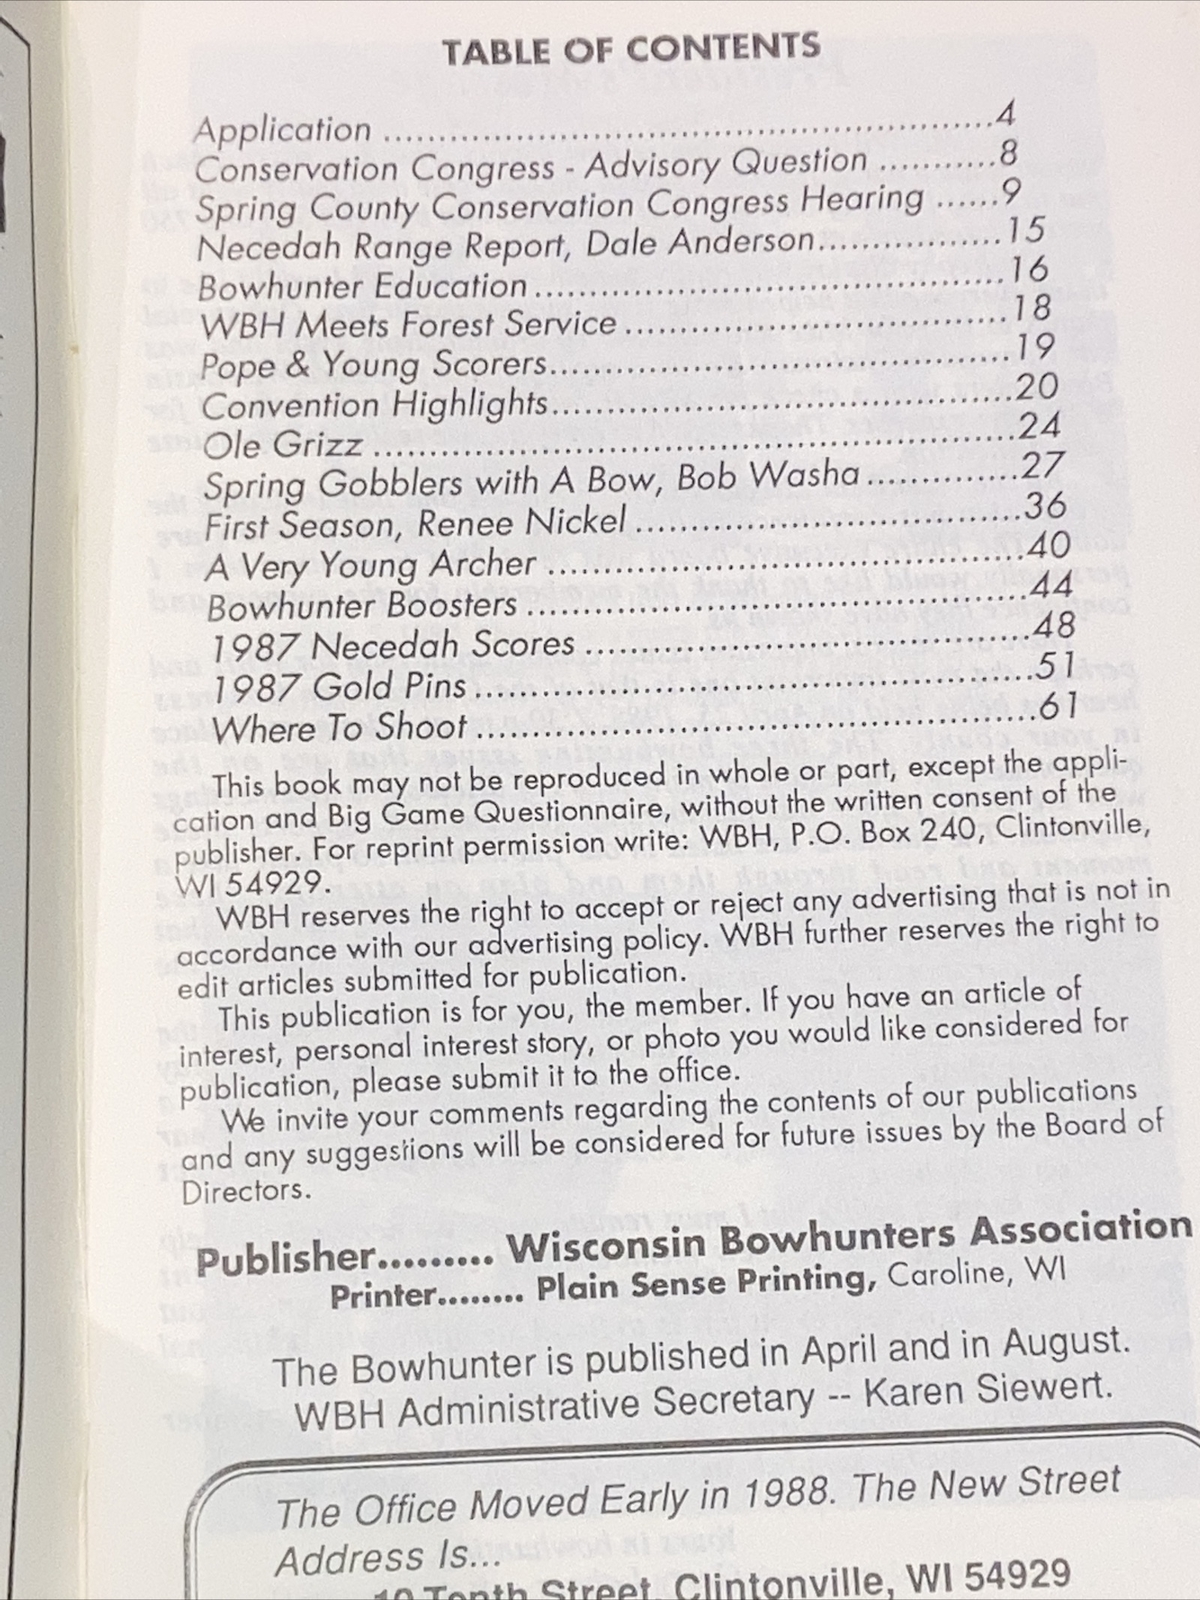 TABLE OF CONTENTS
Application ........................................................4
Conservation Congress - Advisory Question ...........8
Spring County Conservation Congress Hearing ......9
Necedah Range Report, Dale Anderson.................15
Bowhunter Education ...........................................16
WBH Meets Forest Service ...................................18
Pope & Young Scorers..........................................19
Convention Highlights..........................................20
Ole Grizz ...........................................................24
Spring Gobblers with A Bow, Bob Washa ..............27
First Season, Renee Nickel ...................................36
A Very Young Archer ...........................................40
Bowhunter Boosters .............................................44
1987 Necedah Scores ........................................48
1987 Gold Pins ..................................................51
Where To Shoot ..................................................61
This book may not be reproduced in whole or part, except the appli-
cation and Big Game Questionnaire, without the written consent of the
publisher. For reprint permission write: WBH, P.O. Box 240, Clintonville,
WI 54929.
WBH reserves the right to accept or reject any advertising that is not in
accordance with our advertising policy. WBH further reserves the right to
edit articles submitted for publication.
This publication is for you, the member. If you have an article of
interest, personal interest story, or photo you would like considered for
publication, please submit it to the office.
We invite your comments regarding the contents of our publications
and any suggestions will be considered for future issues by the Board of
Directors.
Publisher......... Wisconsin Bowhunters Association
Printer........ Plain Sense Printing, Caroline, WI
The Bowhunter is published in April and in August.
WBH Administrative Secretary -- Karen Siewert.
The Office Moved Early in 1988. The New Street
Address Is...
Tenth Street, Clintonville, WI 54929